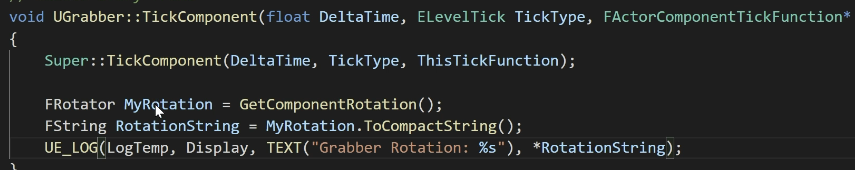 void UGrabber::TickComponent(float DeltaTime, ELevelTick TickType, FActorComponentTickFunction*
{
Super::TickComponent(DeltaTime, TickType, ThisTickFunction);
FRotator MyRotation = GetComponentRotation();
FString RotationString = MyRotation.ToCompactString();
UE_LOG(LogTemp, Display, TEXT("Grabber Rotation: %s"), *RotationString);
}